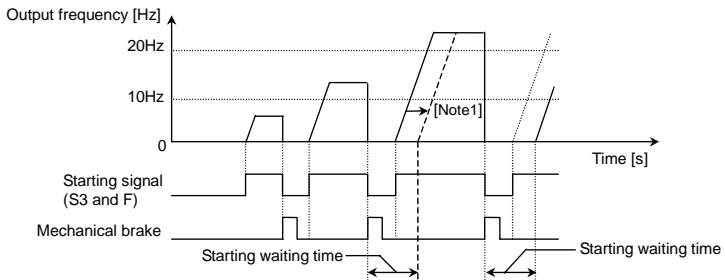 Output frequency [Hz]
20Hz
10Hz
[Note1]
0
Time [s]
Starting signal
(S3 and F)
Mechanical brake
Starting waiting time
Starting waiting time